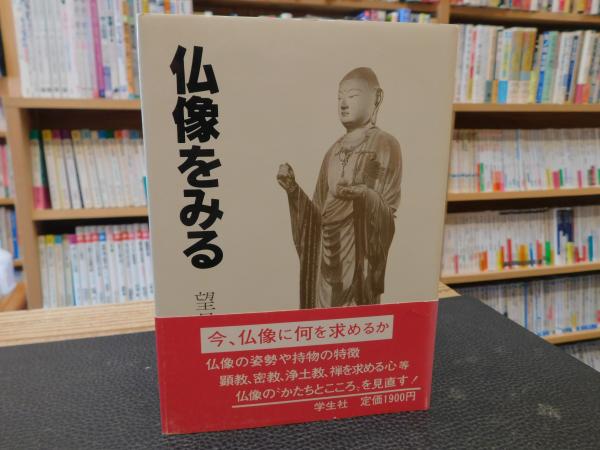 仏像をみる
望
今、仏像に何を求めるか
仏像の姿勢や持物の特徴
顕教、密教、浄土教、禅を求める心等
仏像の〝かたちとこころ〟を見直す!
学生社 定価1900円